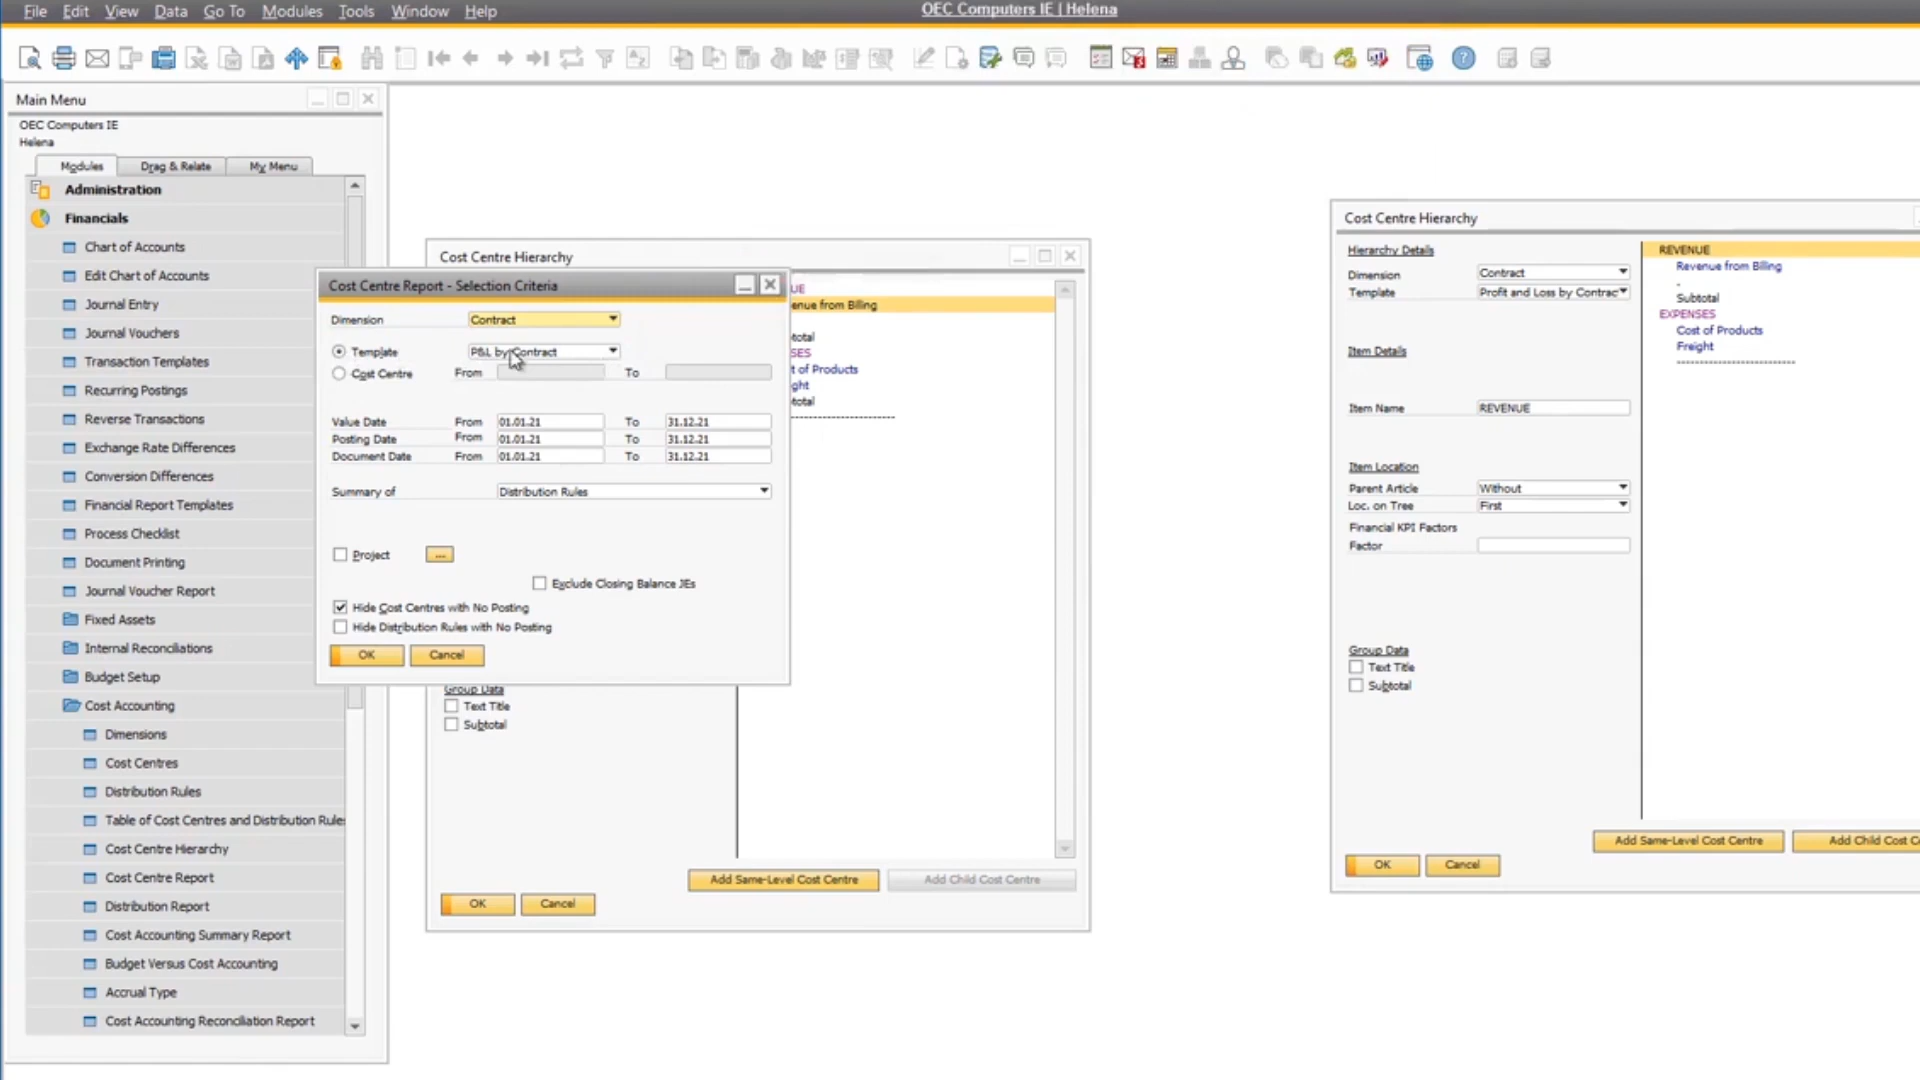 File Edit View Data Go To Modules Tools Window Help
OEC Computers IE | Helena
Main Menu
OEC Computers IE
Helena
Modules Drag & Relate My Menu
Administration
Financials
Chart of Accounts
Edit Chart of Accounts
Journal Entry
Journal Vouchers
Transaction Templates
Recurring Postings
Reverse Transactions
Exchange Rate Differences
Conversion Differences
Financial Report Templates
Process Checklist
Document Printing
Journal Voucher Report
Fixed Assets
Internal Reconciliations
Budget Setup
Cost Accounting
Dimensions
Cost Centres
Distribution Rules
Table of Cost Centres and Distribution Rules
Cost Centre Hierarchy
Cost Centre Report
Distribution Report
Cost Accounting Summary Report
Budget Versus Cost Accounting
Accrual Type
Cost Accounting Reconciliation Report
Cost Centre Hierarchy
Cost Centre Report - Selection Criteria
Dimension Contract
Template P&L by Contract
Cost Centre From To
Value Date From 01.01.21 To 31.12.21
Posting Date From 01.01.21 To 31.12.21
Document Date From 01.01.21 To 31.12.21
Summary of Distribution Rules
Project ...
Exclude Closing Balance JEs
Hide Cost Centres with No Posting
Hide Distribution Rules with No Posting
OK Cancel
UE
enue from Billing
total
SES
t of Products
ght
total
--------------------
Group Data
Text Title
Subtotal
Add Same-Level Cost Centre Add Child Cost Centre
OK Cancel
Cost Centre Hierarchy
Hierarchy Details
Dimension Contract
Template Profit and Loss by Contrac
Item Details
Item Name REVENUE
Item Location
Parent Article Without
Loc. on Tree First
Financial KPI Factors
Factor
Group Data
Text Title
Subtotal
REVENUE
Revenue from Billing
-
Subtotal
EXPENSES
Cost of Products
Freight
-----------------------
Add Same-Level Cost Centre Add Child Cost Ce
OK Cancel